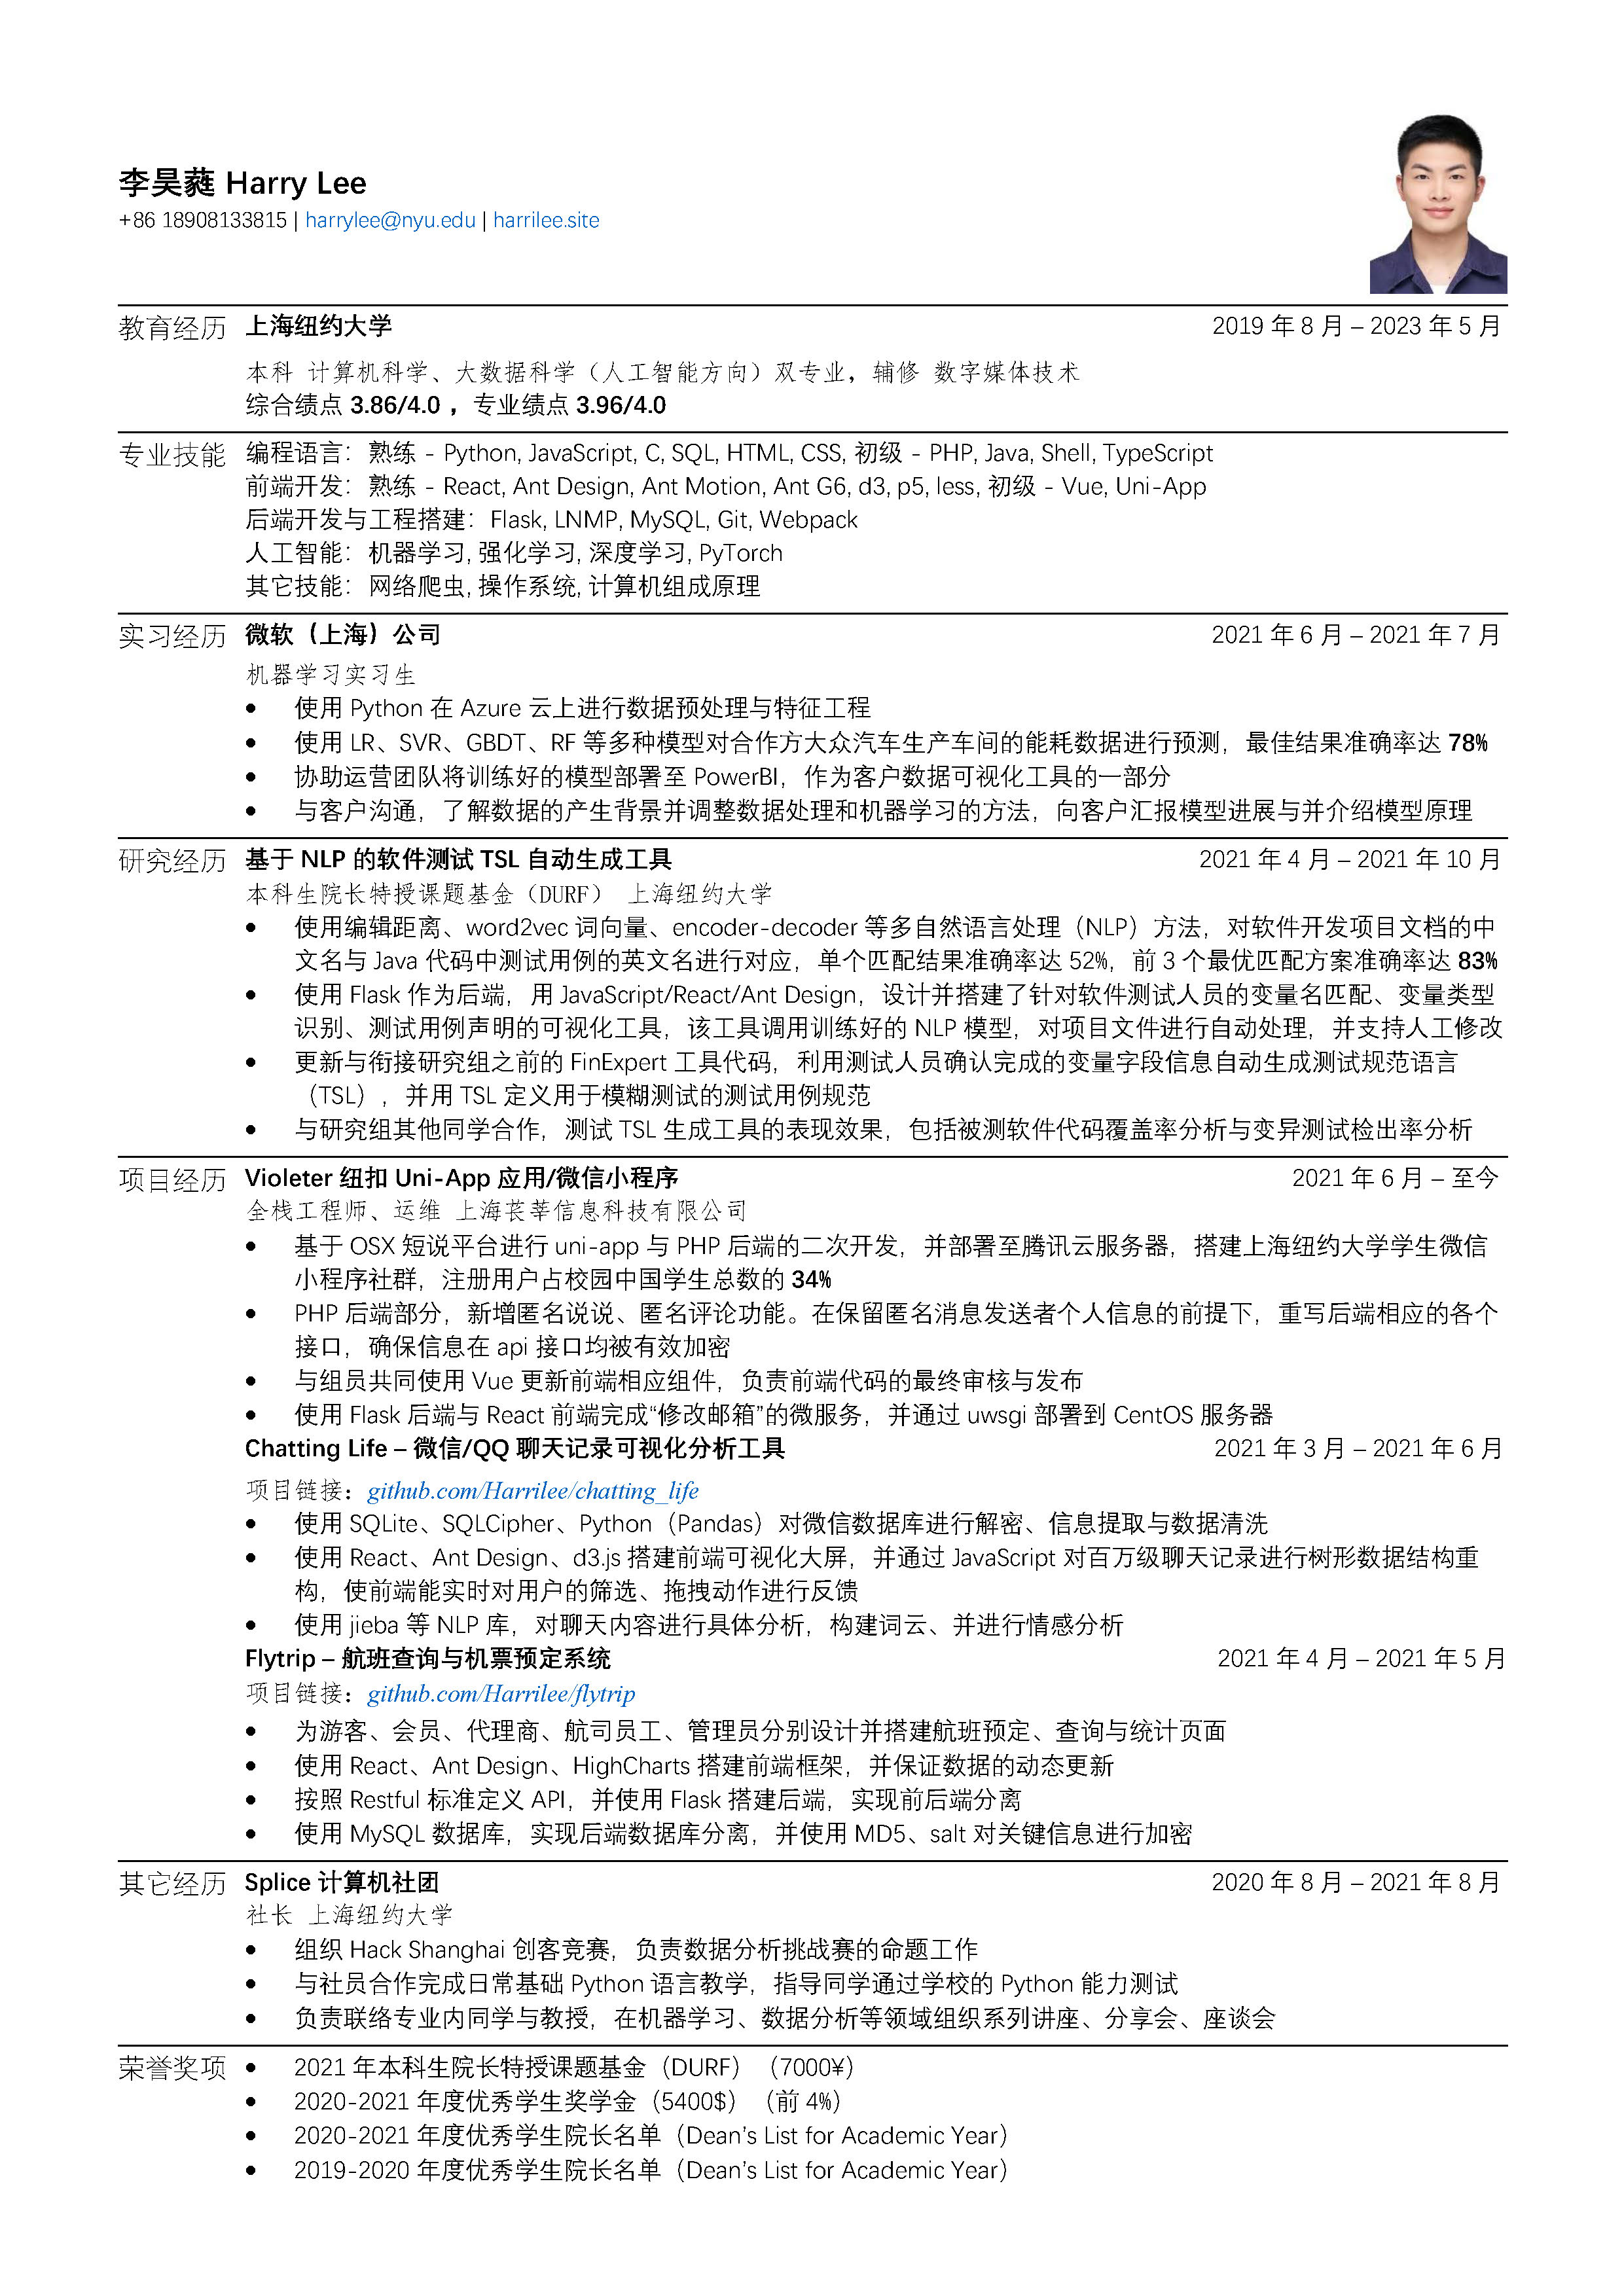 李昊蕤 Harry Lee
+86 18908133815 | harrylee@nyu.edu | harrilee.site
教育经历 上海纽约大学 2019 年 8 月 – 2023 年 5 月
本科 计算机科学、大数据科学（人工智能方向）双专业，辅修 数字媒体技术
综合绩点 3.86/4.0 ，专业绩点 3.96/4.0
专业技能 编程语言：熟练 - Python, JavaScript, C, SQL, HTML, CSS, 初级 - PHP, Java, Shell, TypeScript
前端开发：熟练 - React, Ant Design, Ant Motion, Ant G6, d3, p5, less, 初级 - Vue, Uni-App
后端开发与工程搭建：Flask, LNMP, MySQL, Git, Webpack
人工智能：机器学习, 强化学习, 深度学习, PyTorch
其它技能：网络爬虫, 操作系统, 计算机组成原理
实习经历 微软（上海）公司 2021 年 6 月 – 2021 年 7 月
机器学习实习生
• 使用 Python 在 Azure 云上进行数据预处理与特征工程
• 使用 LR、SVR、GBDT、RF 等多种模型对合作方大众汽车生产车间的能耗数据进行预测，最佳结果准确率达 78%
• 协助运营团队将训练好的模型部署至 PowerBI，作为客户数据可视化工具的一部分
• 与客户沟通，了解数据的产生背景并调整数据处理和机器学习的方法，向客户汇报模型进展与并介绍模型原理
研究经历 基于 NLP 的软件测试 TSL 自动生成工具 2021 年 4 月 – 2021 年 10 月
本科生院长特授课题基金（DURF） 上海纽约大学
• 使用编辑距离、word2vec 词向量、encoder-decoder 等多自然语言处理（NLP）方法，对软件开发项目文档的中
文名与 Java 代码中测试用例的英文名进行对应，单个匹配结果准确率达 52%，前 3 个最优匹配方案准确率达 83%
• 使用 Flask 作为后端，用 JavaScript/React/Ant Design，设计并搭建了针对软件测试人员的变量名匹配、变量类型
识别、测试用例声明的可视化工具，该工具调用训练好的 NLP 模型，对项目文件进行自动处理，并支持人工修改
• 更新与衔接研究组之前的 FinExpert 工具代码，利用测试人员确认完成的变量字段信息自动生成测试规范语言
（TSL），并用 TSL 定义用于模糊测试的测试用例规范
• 与研究组其他同学合作，测试 TSL 生成工具的表现效果，包括被测软件代码覆盖率分析与变异测试检出率分析
项目经历 Violeter 纽扣 Uni-App 应用/微信小程序 2021 年 6 月 – 至今
全栈工程师、运维 上海苌莘信息科技有限公司
• 基于 OSX 短说平台进行 uni-app 与 PHP 后端的二次开发，并部署至腾讯云服务器，搭建上海纽约大学学生微信
小程序社群，注册用户占校园中国学生总数的 34%
• PHP 后端部分，新增匿名说说、匿名评论功能。在保留匿名消息发送者个人信息的前提下，重写后端相应的各个
接口，确保信息在 api 接口均被有效加密
• 与组员共同使用 Vue 更新前端相应组件，负责前端代码的最终审核与发布
• 使用 Flask 后端与 React 前端完成“修改邮箱”的微服务，并通过 uwsgi 部署到 CentOS 服务器
Chatting Life – 微信/QQ 聊天记录可视化分析工具 2021 年 3 月 – 2021 年 6 月
项目链接：github.com/Harrilee/chatting_life
• 使用 SQLite、SQLCipher、Python（Pandas）对微信数据库进行解密、信息提取与数据清洗
• 使用 React、Ant Design、d3.js 搭建前端可视化大屏，并通过 JavaScript 对百万级聊天记录进行树形数据结构重
构，使前端能实时对用户的筛选、拖拽动作进行反馈
• 使用 jieba 等 NLP 库，对聊天内容进行具体分析，构建词云、并进行情感分析
Flytrip – 航班查询与机票预定系统 2021 年 4 月 – 2021 年 5 月
项目链接：github.com/Harrilee/flytrip
• 为游客、会员、代理商、航司员工、管理员分别设计并搭建航班预定、查询与统计页面
• 使用 React、Ant Design、HighCharts 搭建前端框架，并保证数据的动态更新
• 按照 Restful 标准定义 API，并使用 Flask 搭建后端，实现前后端分离
• 使用 MySQL 数据库，实现后端数据库分离，并使用 MD5、salt 对关键信息进行加密
其它经历 Splice 计算机社团 2020 年 8 月 – 2021 年 8 月
社长 上海纽约大学
• 组织 Hack Shanghai 创客竞赛，负责数据分析挑战赛的命题工作
• 与社员合作完成日常基础 Python 语言教学，指导同学通过学校的 Python 能力测试
• 负责联络专业内同学与教授，在机器学习、数据分析等领域组织系列讲座、分享会、座谈会
荣誉奖项 • 2021 年本科生院长特授课题基金（DURF）（7000¥）
• 2020-2021 年度优秀学生奖学金（5400$）（前 4%）
• 2020-2021 年度优秀学生院长名单（Dean’s List for Academic Year）
• 2019-2020 年度优秀学生院长名单（Dean’s List for Academic Year）